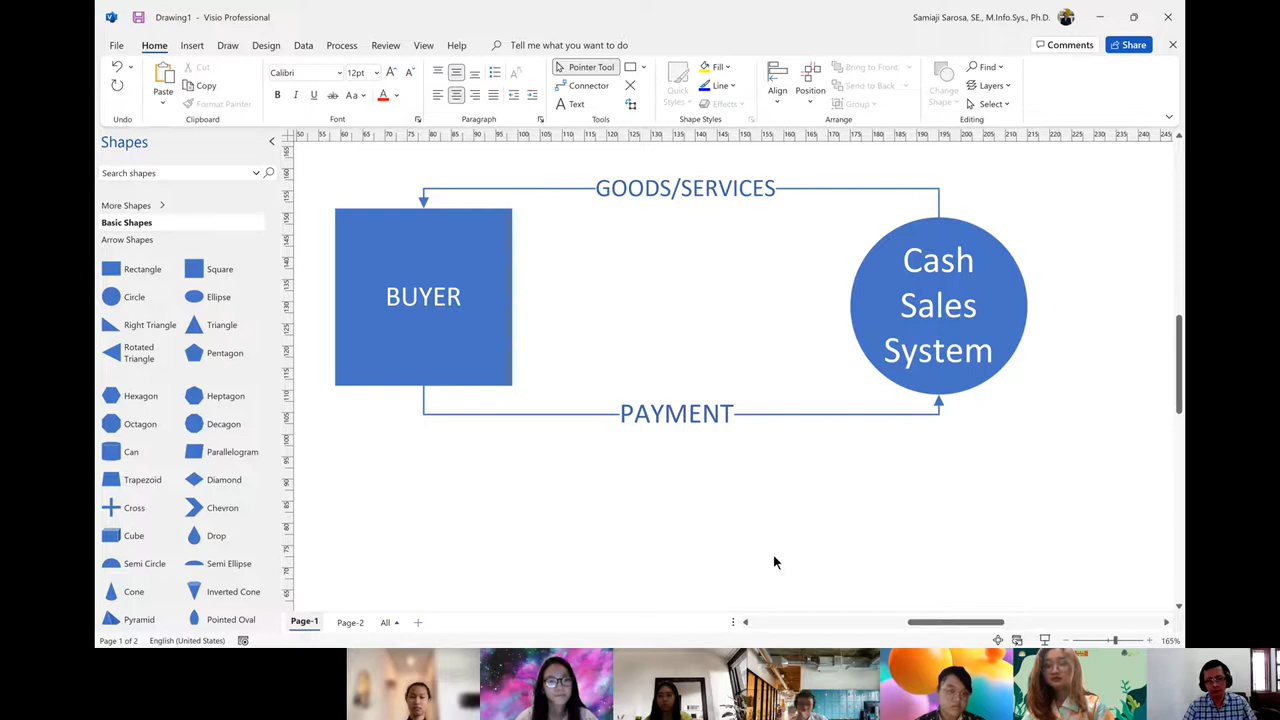 Drawing1 - Visio Professional
Samiaji Sarosa, SE., M.Info.Sys., Ph.D.
File Home Insert Draw Design Data Process Review View Help Tell me what you want to do
Comments Share
Paste
Cut
Copy
Format Painter
Calibri 12pt
B I U ab Aa A
Pointer Tool
Connector
Text
Quick Styles
Fill
Line
Effects
Align
Position
Bring to Front
Send to Back
Group
Change Shape
Find
Layers
Select
Undo Clipboard Font Paragraph Tools Shape Styles Arrange Editing
Shapes
Search shapes
More Shapes
Basic Shapes
Arrow Shapes
Rectangle Square
Circle Ellipse
Right Triangle Triangle
Rotated Triangle Pentagon
Hexagon Heptagon
Octagon Decagon
Can Parallelogram
Trapezoid Diamond
Cross Chevron
Cube Drop
Semi Circle Semi Ellipse
Cone Inverted Cone
Pyramid Pointed Oval
GOODS/SERVICES
BUYER
Cash
Sales
System
PAYMENT
Page-1 Page-2 All
Page 1 of 2 English (United States) 165%